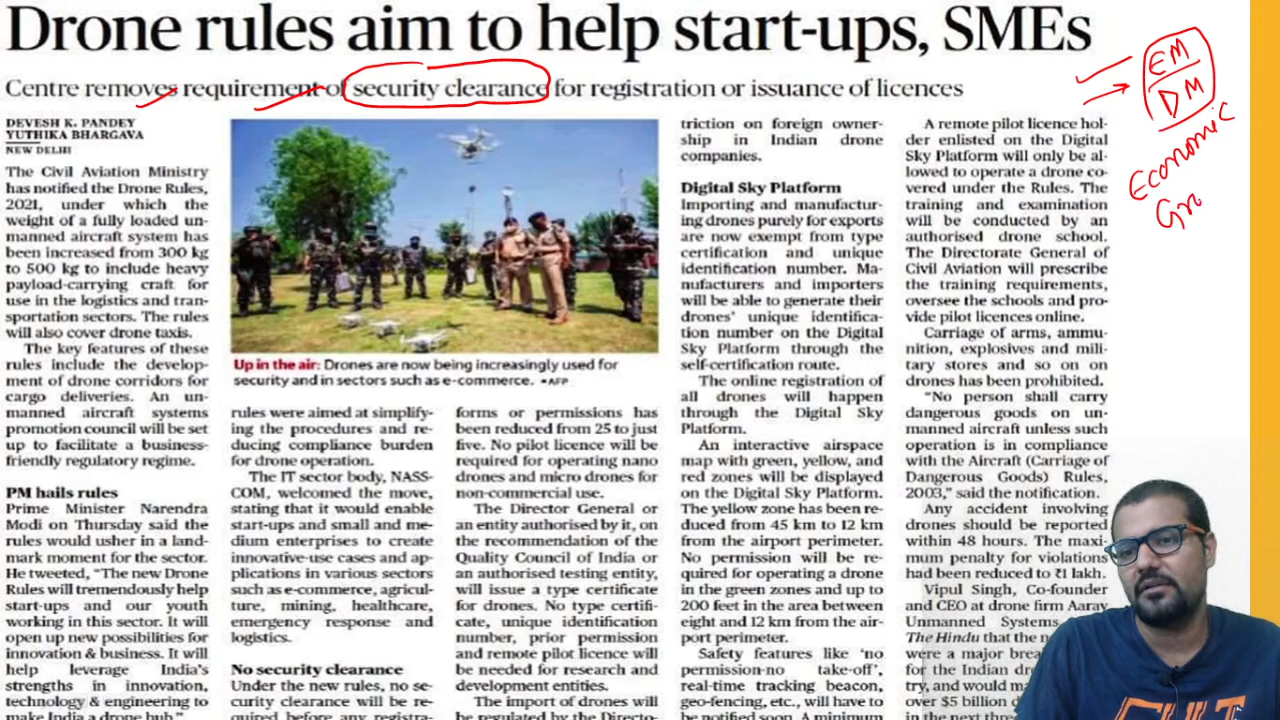 Drone rules aim to help start-ups, SMEs
Centre removes requirement of security clearance for registration or issuance of licences
EM
DM
Economic
Gro
DEVESH K. PANDEY
YUTHIKA BHARGAVA
NEW DELHI
The Civil Aviation Ministry
has notified the Drone Rules,
2021, under which the
weight of a fully loaded un-
manned aircraft system has
been increased from 300 kg
to 500 kg to include heavy
payload-carrying craft for
use in the logistics and tran-
sportation sectors. The rules
will also cover drone taxis.
The key features of these
rules include the develop-
ment of drone corridors for
cargo deliveries. An un-
manned aircraft systems
promotion council will be set
up to facilitate a business-
friendly regulatory regime.
PM hails rules
Prime Minister Narendra
Modi on Thursday said the
rules would usher in a land-
mark moment for the sector.
He tweeted, "The new Drone
Rules will tremendously help
start-ups and our youth
working in this sector. It will
open up new possibilities for
innovation & business. It will
help leverage India's
strengths in innovation,
technology & engineering to
make India a drone hub"
Up in the air: Drones are now being increasingly used for
security and in sectors such as e-commerce. •AFP
rules were aimed at simplify-
ing the procedures and re-
ducing compliance burden
for drone operation.
The IT sector body, NASS-
COM, welcomed the move,
stating that it would enable
start-ups and small and me-
dium enterprises to create
innovative-use cases and ap-
plications in various sectors
such as e-commerce, agricul-
ture, mining, healthcare,
emergency response and
logistics.
No security clearance
Under the new rules, no se-
curity clearance will be re-
quired before any registra-
forms or permissions has
been reduced from 25 to just
five. No pilot licence will be
required for operating nano
drones and micro drones for
non-commercial use.
The Director General or
an entity authorised by it, on
the recommendation of the
Quality Council of India or
an authorised testing entity,
will issue a type certificate
for drones. No type certifi-
cate, unique identification
number, prior permission
and remote pilot licence will
be needed for research and
development entities.
The import of drones will
be regulated by the Directo-
triction on foreign owner-
ship in Indian drone
companies.
Digital Sky Platform
Importing and manufactur-
ing drones purely for exports
are now exempt from type
certification and unique
identification number. Ma-
nufacturers and importers
will be able to generate their
drones' unique identifica-
tion number on the Digital
Sky Platform through the
self-certification route.
The online registration of
all drones will happen
through the Digital Sky
Platform.
An interactive airspace
map with green, yellow, and
red zones will be displayed
on the Digital Sky Platform.
The yellow zone has been re-
duced from 45 km to 12 km
from the airport perimeter.
No permission will be re-
quired for operating a drone
in the green zones and up to
200 feet in the area between
eight and 12 km from the air-
port perimeter.
Safety features like 'no
permission-no take-off',
real-time tracking beacon,
geo-fencing, etc., will have to
be notified soon. A minimum
A remote pilot licence hol-
der enlisted on the Digital
Sky Platform will only be al-
lowed to operate a drone co-
vered under the Rules. The
training and examination
will be conducted by an
authorised drone school.
The Directorate General of
Civil Aviation will prescribe
the training requirements,
oversee the schools and pro-
vide pilot licences online.
Carriage of arms, ammu-
nition, explosives and mili-
tary stores and so on on
drones has been prohibited.
"No person shall carry
dangerous goods on un-
manned aircraft unless such
operation is in compliance
with the Aircraft (Carriage of
Dangerous Goods) Rules,
2003," said the notification.
Any accident involving
drones should be reported
within 48 hours. The maxi-
mum penalty for violations
had been reduced to ₹1 lakh.
Vipul Singh, Co-founder
and CEO at drone firm Aarav
Unmanned Systems,
The Hindu that the
were a major
for the Indian
try, and would
over $5 billion
in the next
CULT